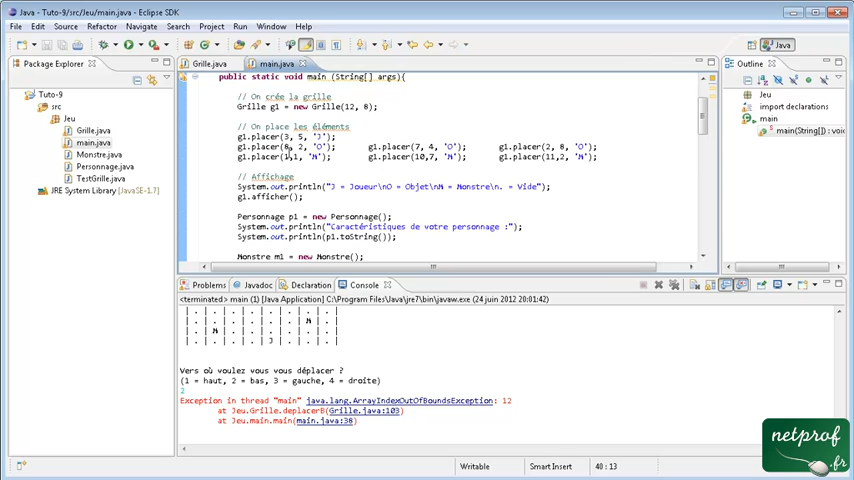 Java - Tuto-9/src/Jeu/main.java - Eclipse SDK
File Edit Source Refactor Navigate Search Project Run Window Help
Java
Package Explorer
Tuto-9
src
Jeu
Grille.java
main.java
Monstre.java
Personnage.java
TestGrille.java
JRE System Library [JavaSE-1.7]
Grille.java main.java
public static void main (String[] args){
// On crée la grille
Grille g1 = new Grille(12, 8);
// On place les éléments
g1.placer(3, 5, 'J');
g1.placer(8, 2, 'O'); g1.placer(7, 4, 'O'); g1.placer(2, 8, 'O');
g1.placer(1,1, 'M'); g1.placer(10,7, 'M'); g1.placer(11,2, 'M');
// Affichage
System.out.println("J = Joueur\nO = Objet\nM = Monstre\n. = Vide");
g1.afficher();
Personnage p1 = new Personnage();
System.out.println("Caractéristiques de votre personnage :");
System.out.println(p1.toString());
Monstre m1 = new Monstre();
Outline
Jeu
import declarations
main
main(String[])
Problems Javadoc Declaration Console
<terminated> main (1) [Java Application] C:\Program Files\Java\jre7\bin\javaw.exe (24 juin 2012 20:01:42)
| . | . | . | . | . | . | . | . |
| . | . | . | . | . | . | M | . |
| . | M | . | . | . | . | . | . |
| . | . | . | . | J | . | . | . |
Vers où voulez vous vous déplacer ?
(1 = haut, 2 = bas, 3 = gauche, 4 = droite)
2
Exception in thread "main" java.lang.ArrayIndexOutOfBoundsException: 12
at Jeu.Grille.deplacerB(Grille.java:103)
at Jeu.main.main(main.java:38)
Writable Smart Insert 40 : 13
netprof
.fr